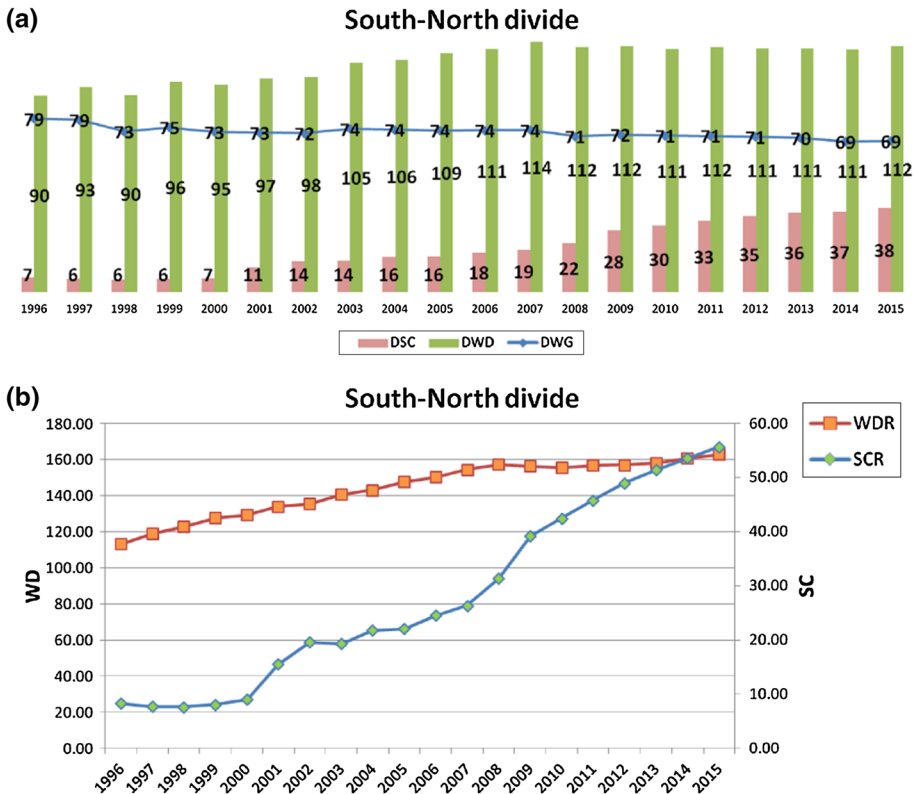 (a)
South-North divide
79 79 73 75 73 73 72 74 74 74 74 74 71 72 71 71 71 70 69 69
90 93 90 96 95 97 98 105 106 109 111 114 112 112 111 112 111 111 111 112
7 6 6 6 7 11 14 14 16 16 18 19 22 28 30 33 35 36 37 38
1996 1997 1998 1999 2000 2001 2002 2003 2004 2005 2006 2007 2008 2009 2010 2011 2012 2013 2014 2015
DSC DWD DWG
(b)
South-North divide
WDR
SCR
180.00
160.00
140.00
120.00
100.00
80.00
60.00
40.00
20.00
0.00
WD
60.00
50.00
40.00
30.00
20.00
10.00
0.00
SC
1996 1997 1998 1999 2000 2001 2002 2003 2004 2005 2006 2007 2008 2009 2010 2011 2012 2013 2014 2015